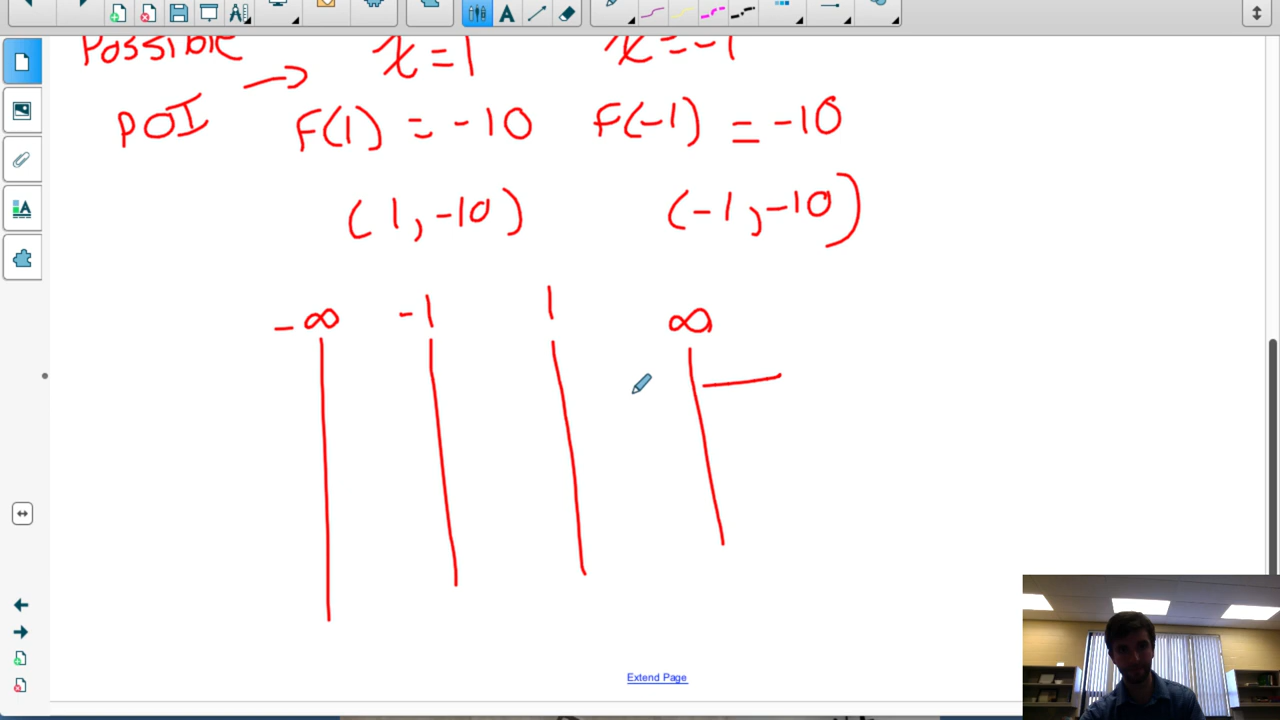 Possible x = 1 x = -1
POI → F(1) = -10 F(-1) = -10
(1, -10) (-1, -10)
-∞ -1 1 ∞
Extend Page